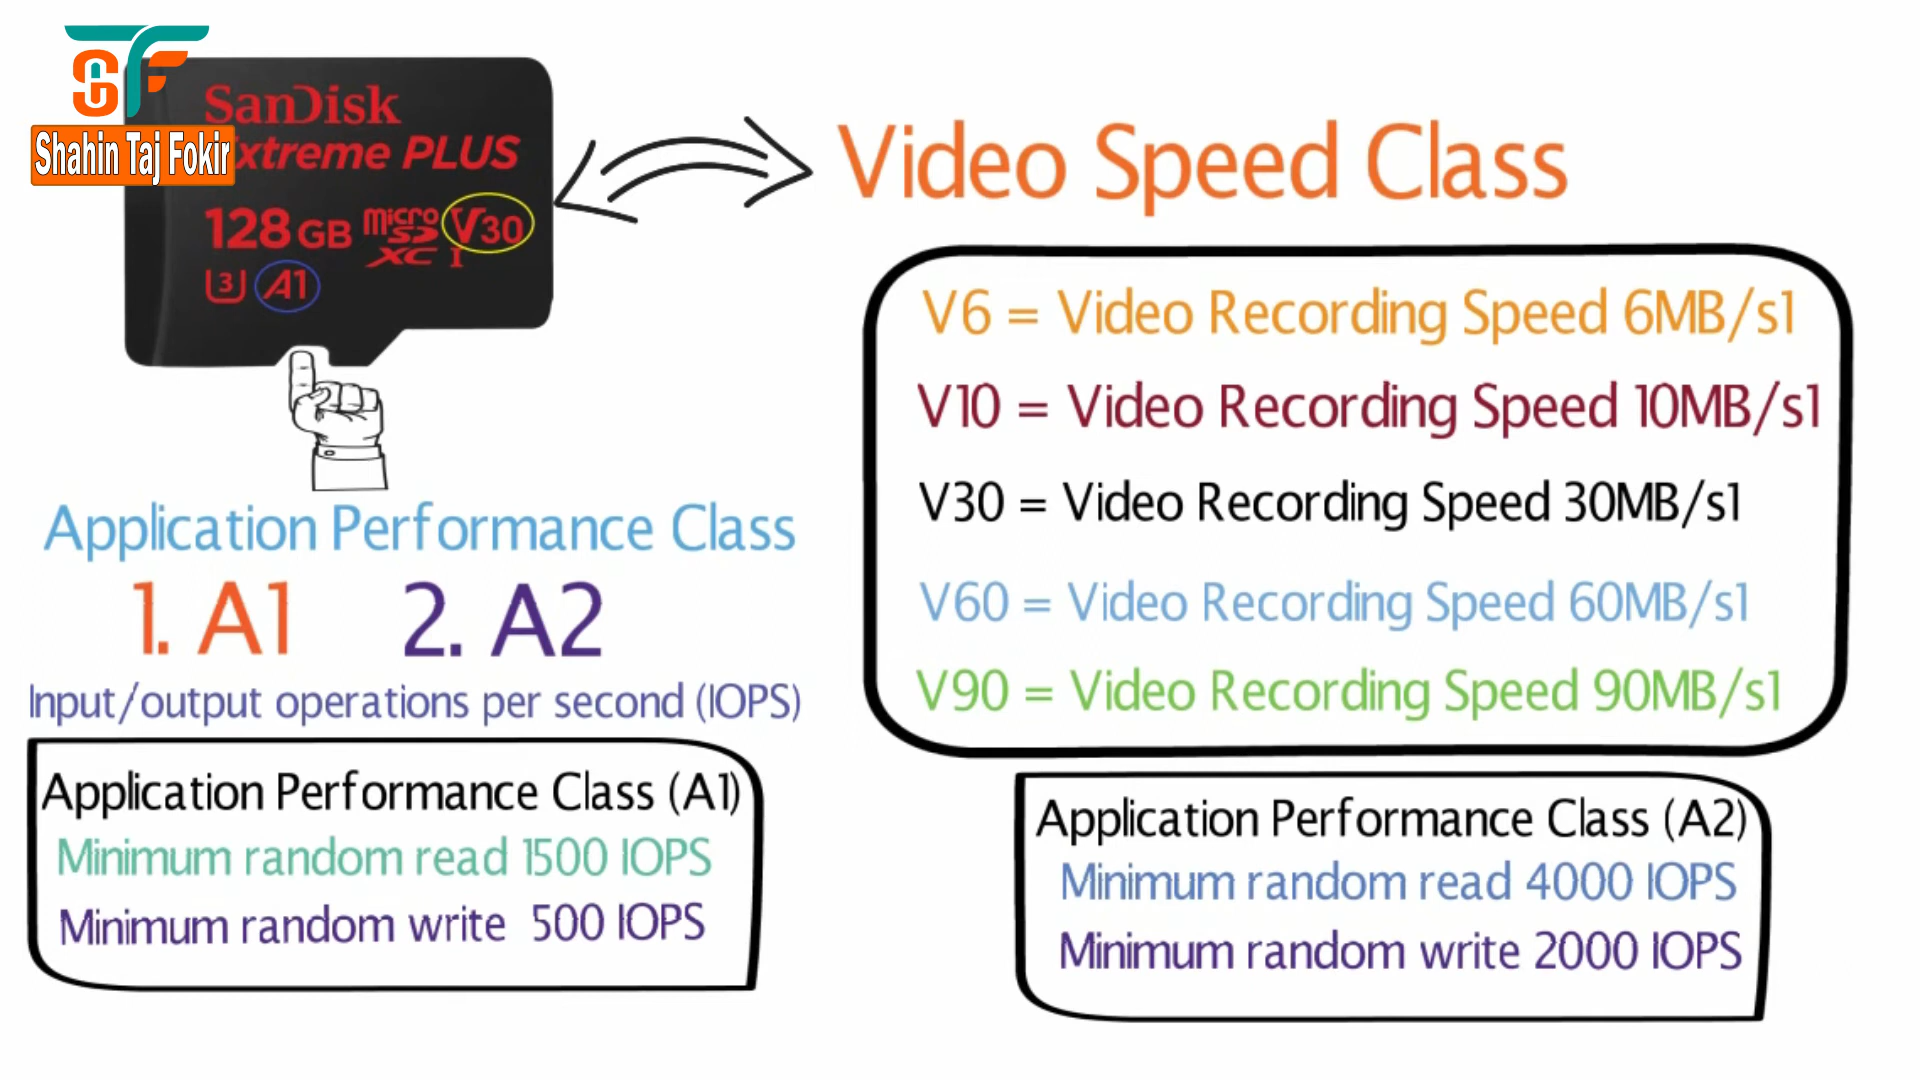 STF
Shahin Taj Fokir
SanDisk
xtreme PLUS
128 GB micro SD XC I V30
3 A1
Video Speed Class
V6 = Video Recording Speed 6MB/s1
V10 = Video Recording Speed 10MB/s1
V30 = Video Recording Speed 30MB/s1
V60 = Video Recording Speed 60MB/s1
V90 = Video Recording Speed 90MB/s1
Application Performance Class
1. A1 2. A2
Input/output operations per second (IOPS)
Application Performance Class (A1)
Minimum random read 1500 IOPS
Minimum random write 500 IOPS
Application Performance Class (A2)
Minimum random read 4000 IOPS
Minimum random write 2000 IOPS